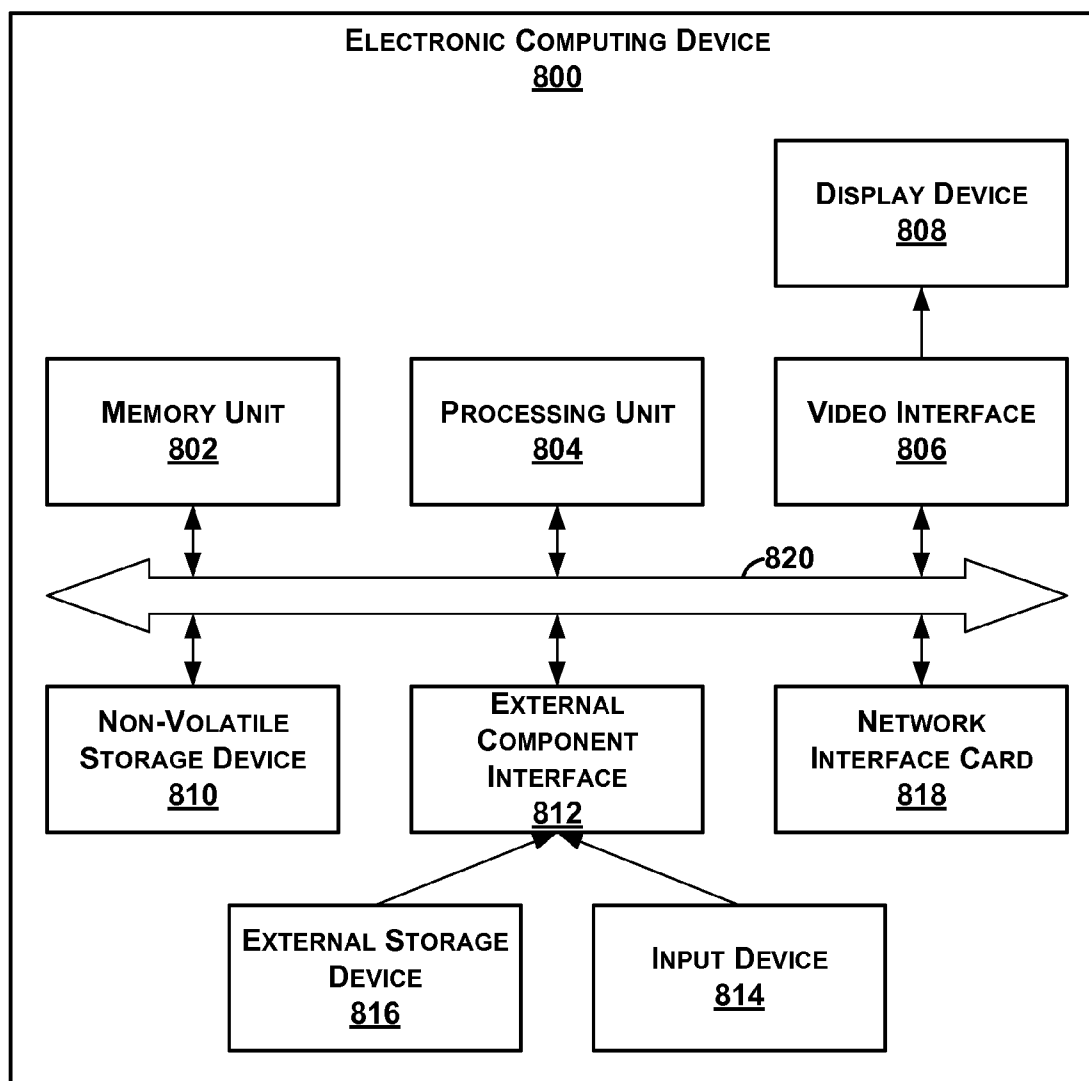 ELECTRONIC COMPUTING DEVICE
800
DISPLAY DEVICE
808
MEMORY UNIT
802
PROCESSING UNIT
804
VIDEO INTERFACE
806
820
NON-VOLATILE
STORAGE DEVICE
810
EXTERNAL
COMPONENT
INTERFACE
812
NETWORK
INTERFACE CARD
818
EXTERNAL STORAGE
DEVICE
816
INPUT DEVICE
814